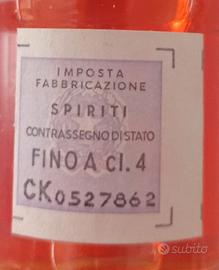 IMPOSTA
FABBRICAZIONE
SPIRITI
CONTRASSEGNO DI STATO
FINO A Cl. 4
CK0527862
subito